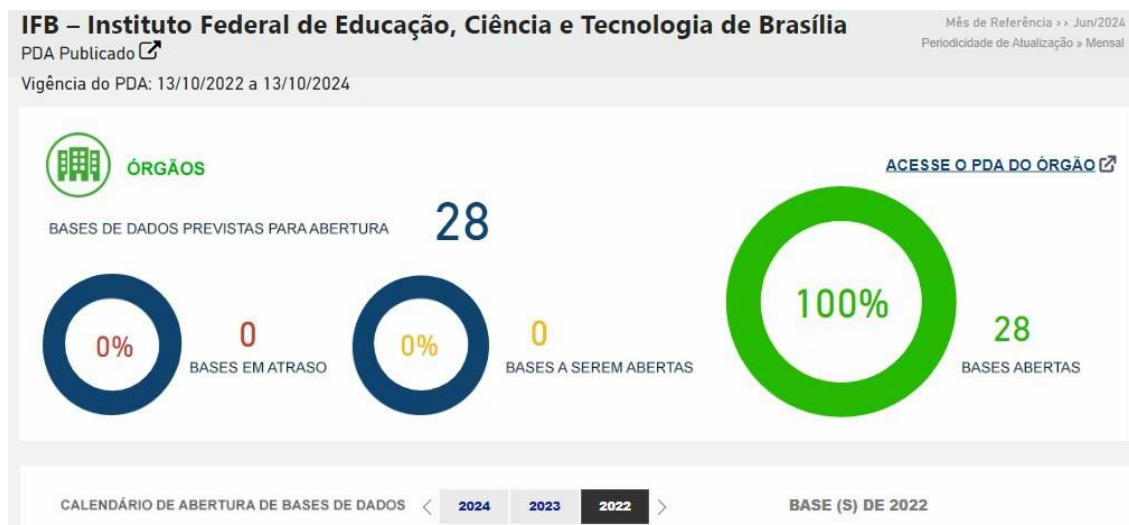 IFB – Instituto Federal de Educação, Ciência e Tecnologia de Brasília
Mês de Referência >> Jun/2024
PDA Publicado
Periodicidade de Atualização » Mensal
Vigência do PDA: 13/10/2022 a 13/10/2024
ÓRGÃOS
ACESSE O PDA DO ÓRGÃO
BASES DE DADOS PREVISTAS PARA ABERTURA
28
0%
0
BASES EM ATRASO
0%
0
BASES A SEREM ABERTAS
100%
28
BASES ABERTAS
CALENDÁRIO DE ABERTURA DE BASES DE DADOS < 2024 2023 2022 >
BASE (S) DE 2022